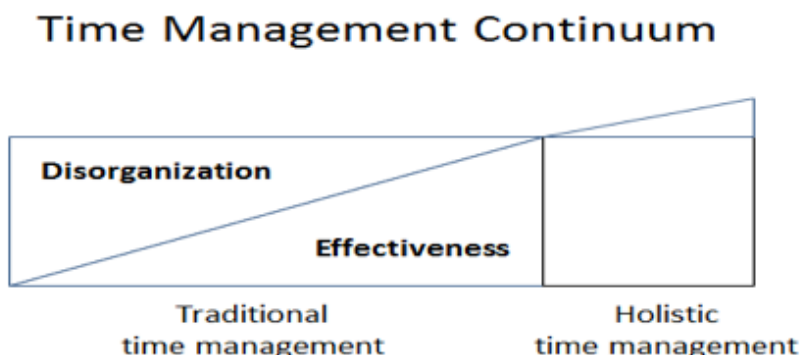 Time Management Continuum
Disorganization
Effectiveness
Traditional
time management
Holistic
time management